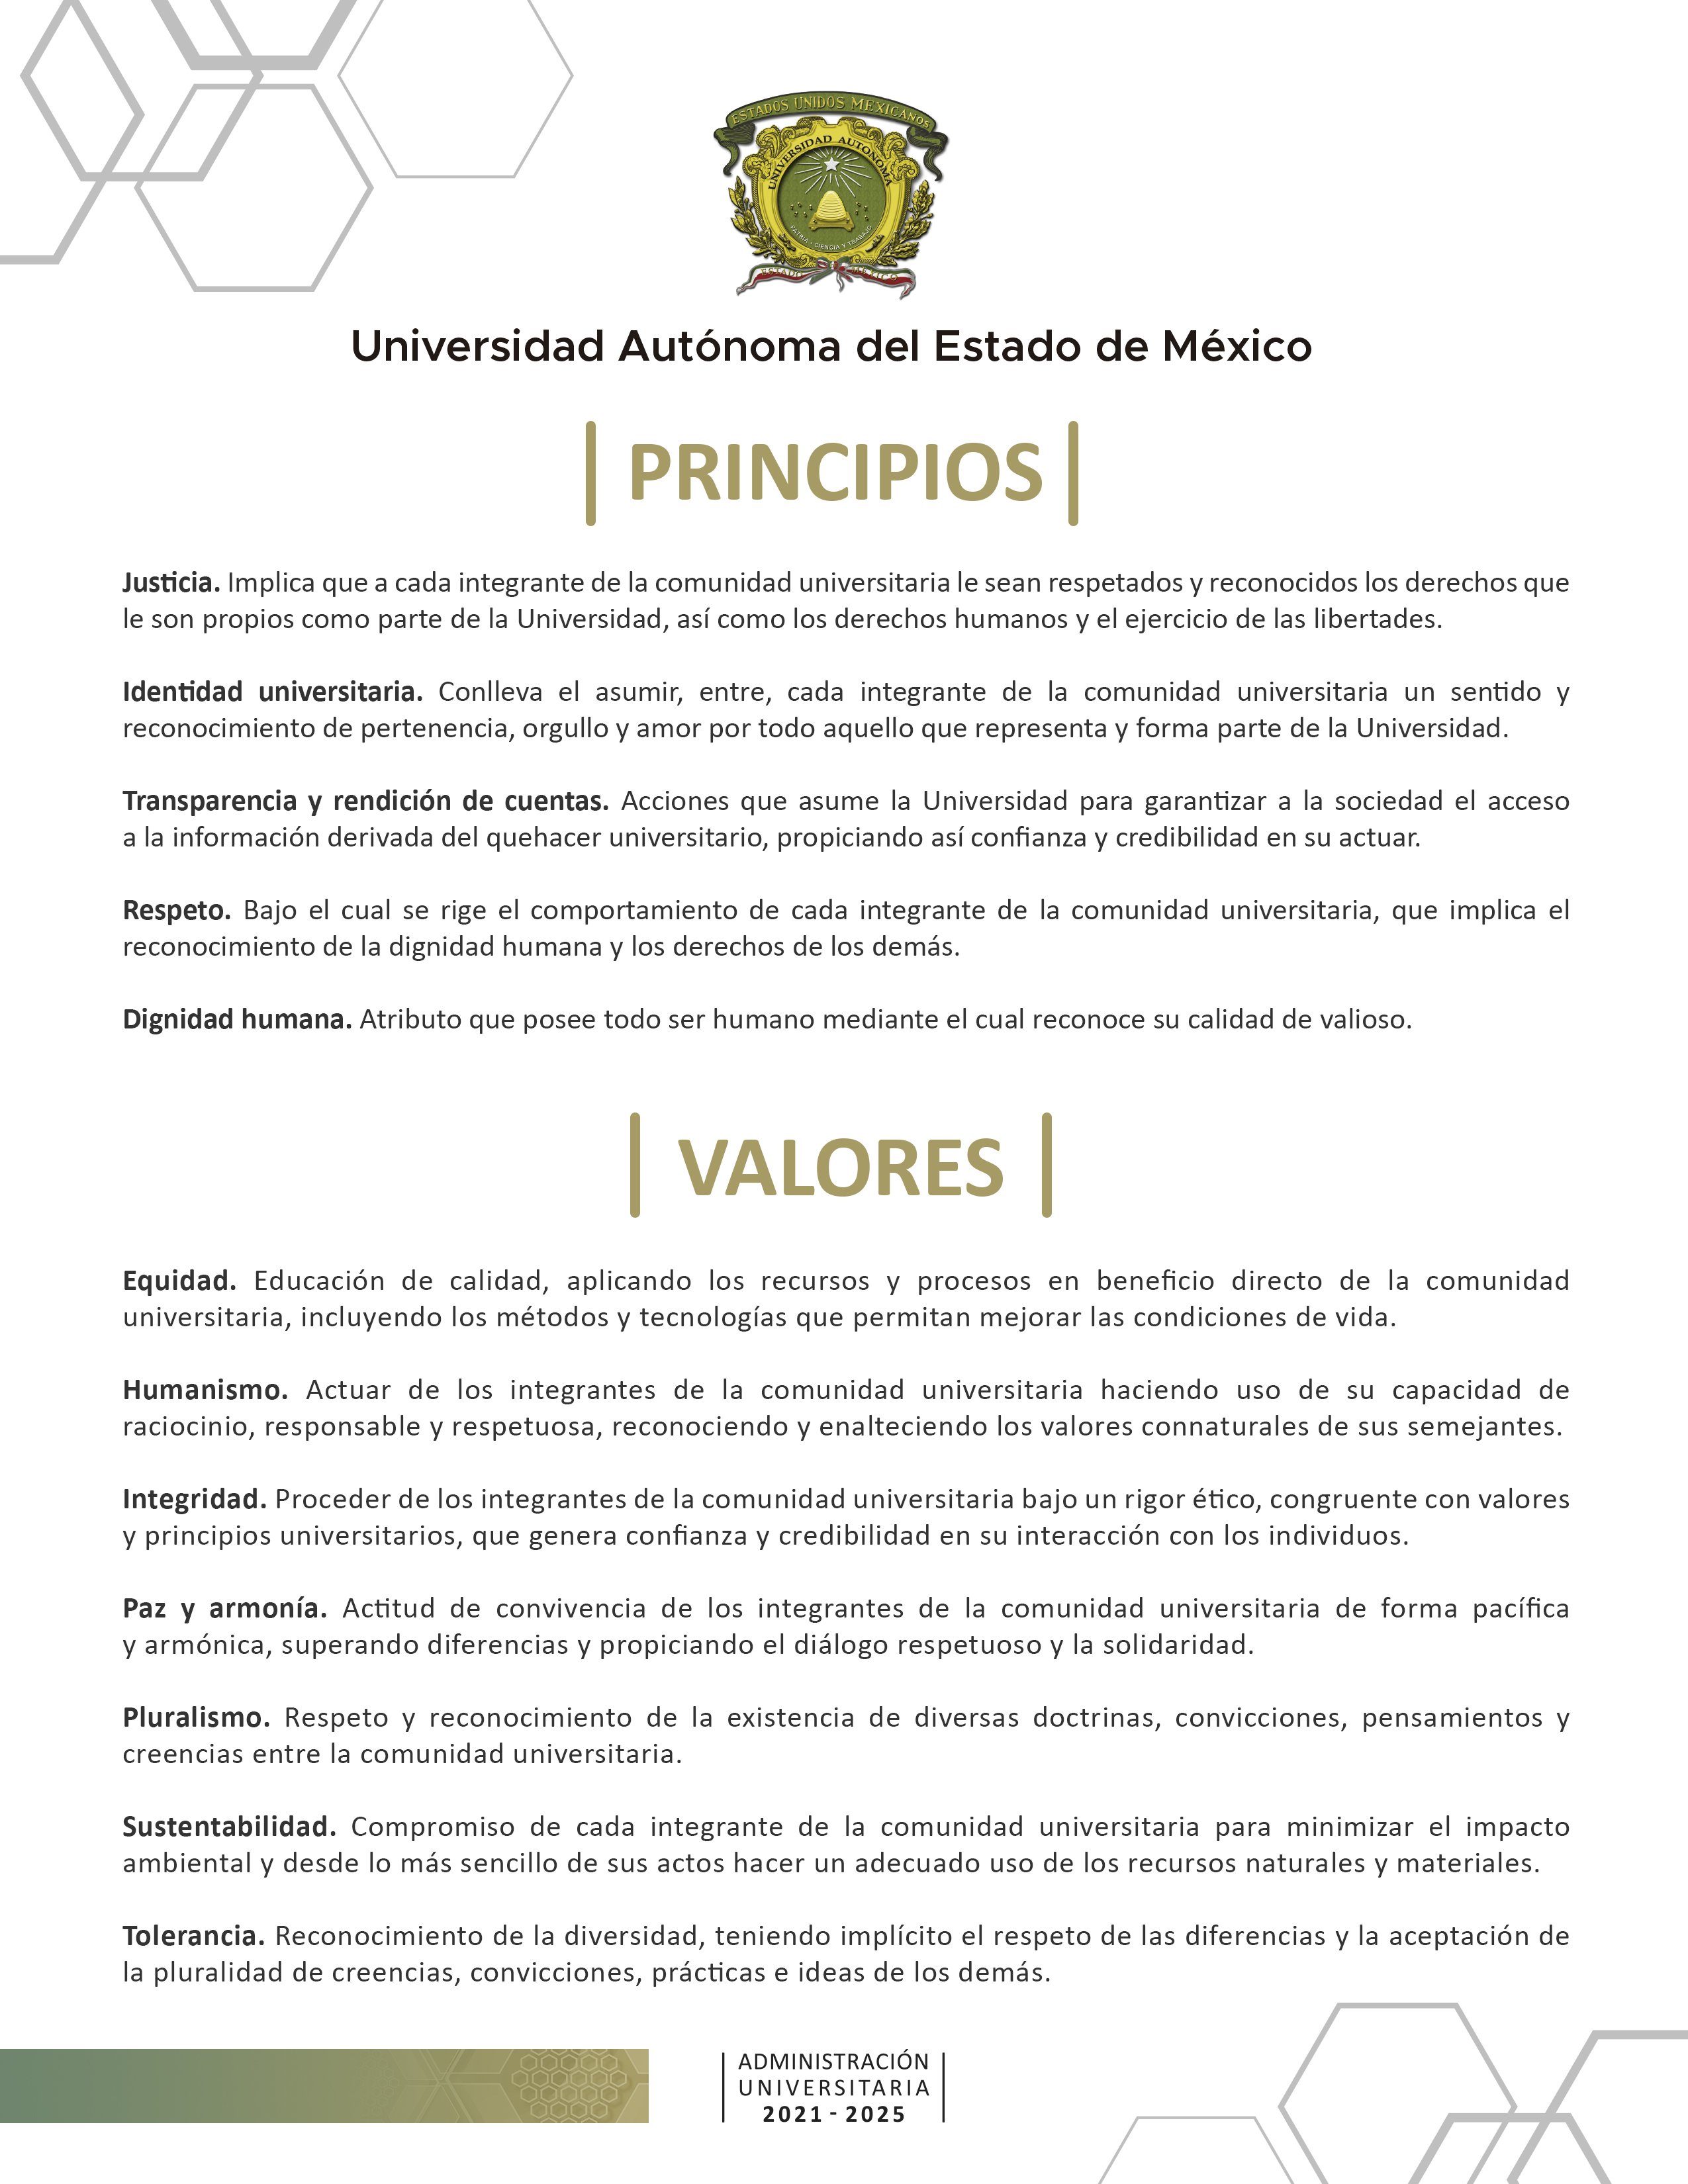 ESTADOS UNIDOS MEXICANOS
UNIVERSIDAD AUTONOMA
PATRIA • CIENCIA Y TRABAJO
ESTADO MEXICO
Universidad Autónoma del Estado de México
PRINCIPIOS
Justicia. Implica que a cada integrante de la comunidad universitaria le sean respetados y reconocidos los derechos que
le son propios como parte de la Universidad, así como los derechos humanos y el ejercicio de las libertades.
Identidad universitaria. Conlleva el asumir, entre, cada integrante de la comunidad universitaria un sentido y
reconocimiento de pertenencia, orgullo y amor por todo aquello que representa y forma parte de la Universidad.
Transparencia y rendición de cuentas. Acciones que asume la Universidad para garantizar a la sociedad el acceso
a la información derivada del quehacer universitario, propiciando así confianza y credibilidad en su actuar.
Respeto. Bajo el cual se rige el comportamiento de cada integrante de la comunidad universitaria, que implica el
reconocimiento de la dignidad humana y los derechos de los demás.
Dignidad humana. Atributo que posee todo ser humano mediante el cual reconoce su calidad de valioso.
VALORES
Equidad. Educación de calidad, aplicando los recursos y procesos en beneficio directo de la comunidad
universitaria, incluyendo los métodos y tecnologías que permitan mejorar las condiciones de vida.
Humanismo. Actuar de los integrantes de la comunidad universitaria haciendo uso de su capacidad de
raciocinio, responsable y respetuosa, reconociendo y enalteciendo los valores connaturales de sus semejantes.
Integridad. Proceder de los integrantes de la comunidad universitaria bajo un rigor ético, congruente con valores
y principios universitarios, que genera confianza y credibilidad en su interacción con los individuos.
Paz y armonía. Actitud de convivencia de los integrantes de la comunidad universitaria de forma pacífica
y armónica, superando diferencias y propiciando el diálogo respetuoso y la solidaridad.
Pluralismo. Respeto y reconocimiento de la existencia de diversas doctrinas, convicciones, pensamientos y
creencias entre la comunidad universitaria.
Sustentabilidad. Compromiso de cada integrante de la comunidad universitaria para minimizar el impacto
ambiental y desde lo más sencillo de sus actos hacer un adecuado uso de los recursos naturales y materiales.
Tolerancia. Reconocimiento de la diversidad, teniendo implícito el respeto de las diferencias y la aceptación de
la pluralidad de creencias, convicciones, prácticas e ideas de los demás.
ADMINISTRACIÓN
UNIVERSITARIA
2021 - 2025